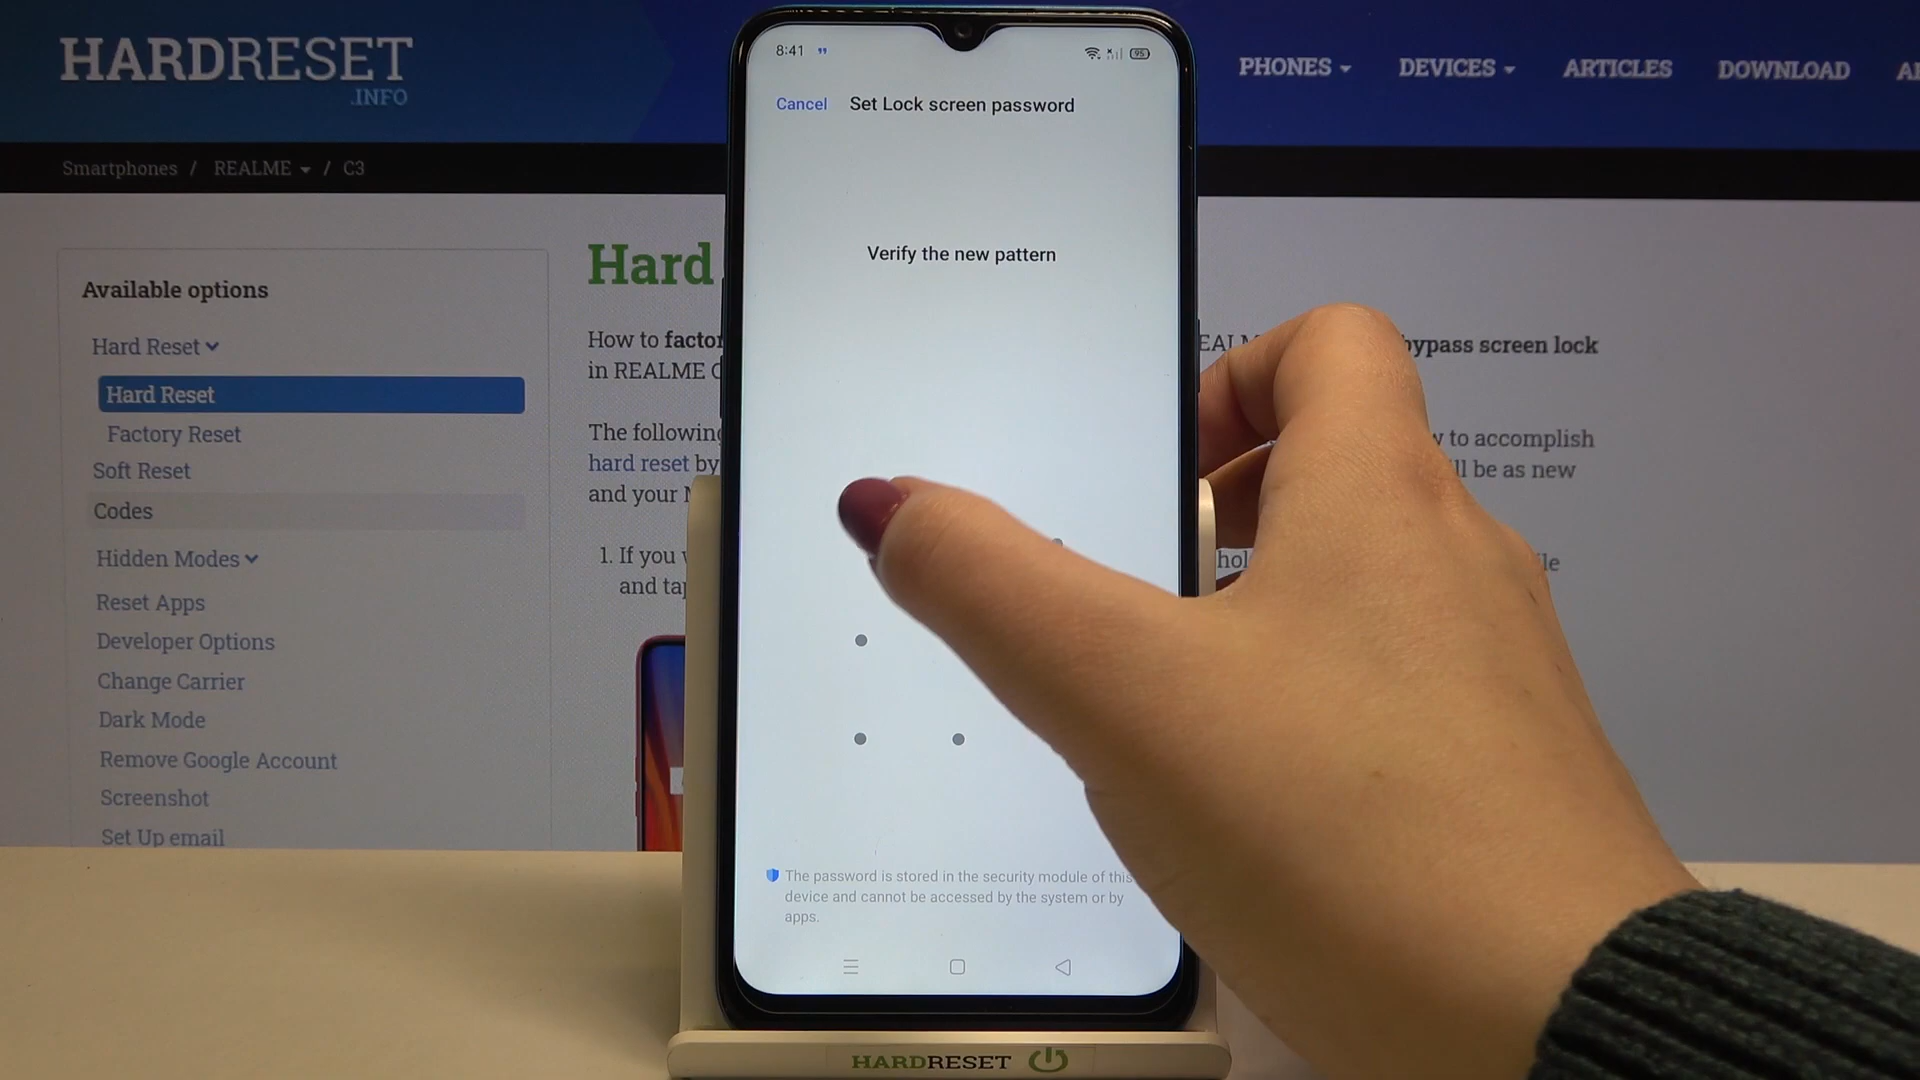 HARDRESET
.INFO
PHONES
DEVICES
ARTICLES
DOWNLOAD
Smartphones / REALME / C3
Available options
Hard Reset
Hard Reset
Factory Reset
Soft Reset
Codes
Hidden Modes
Reset Apps
Developer Options
Change Carrier
Dark Mode
Remove Google Account
Screenshot
Set Up email
Hard
How to
bypass screen lock
in REALME
The following
to accomplish
hard reset by
ll be as new
and your
1. If you
and
8:41
95
Cancel Set Lock screen password
Verify the new pattern
The password is stored in the security module of this
device and cannot be accessed by the system or by
apps.
HARDRESET